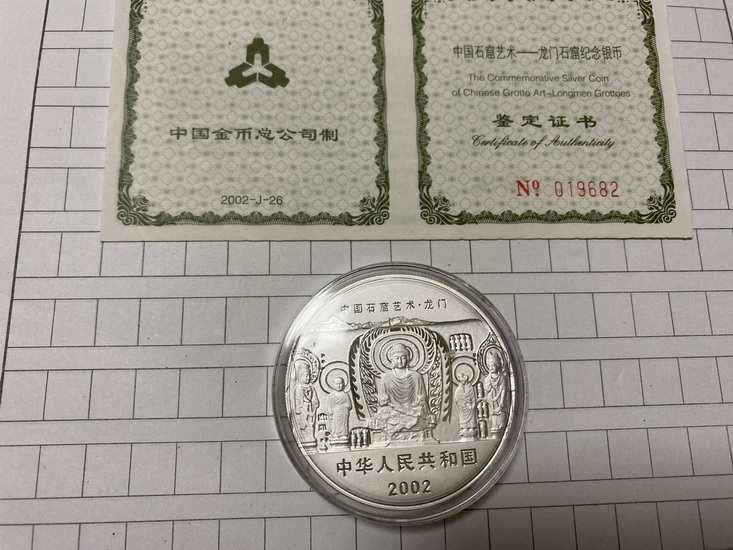 中国金币总公司制
2002-J-26
中国石窟艺术——龙门石窟纪念银币
The Commemorative Silver Coin
of Chinese Grotto Art-Longmen Grottoes
鉴定证书
Certificate of Authenticity
Nº 019682
中国石窟艺术·龙门
中华人民共和国
2002